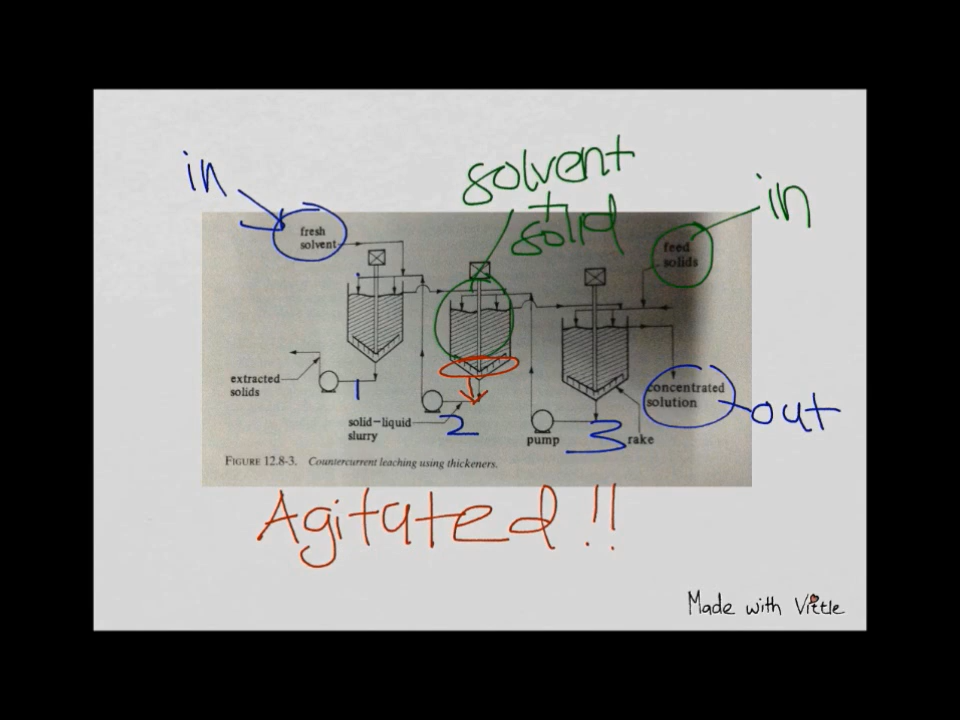 in
solvent
+
solid
in
fresh
solvent
feed
solids
extracted
solids
1
solid-liquid
slurry
2
pump
3
rake
concentrated
solution
out
FIGURE 12.8-3. Countercurrent leaching using thickeners.
Agitated!!
Made with Vittle